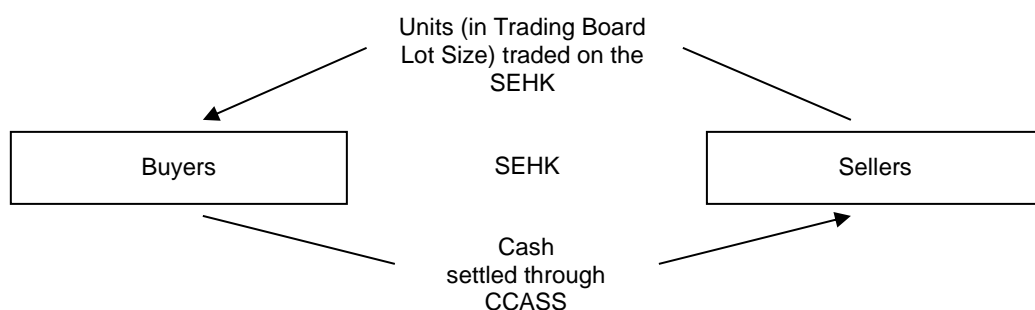 Units (in Trading Board
Lot Size) traded on the
SEHK
Buyers
SEHK
Sellers
Cash
settled through
CCASS